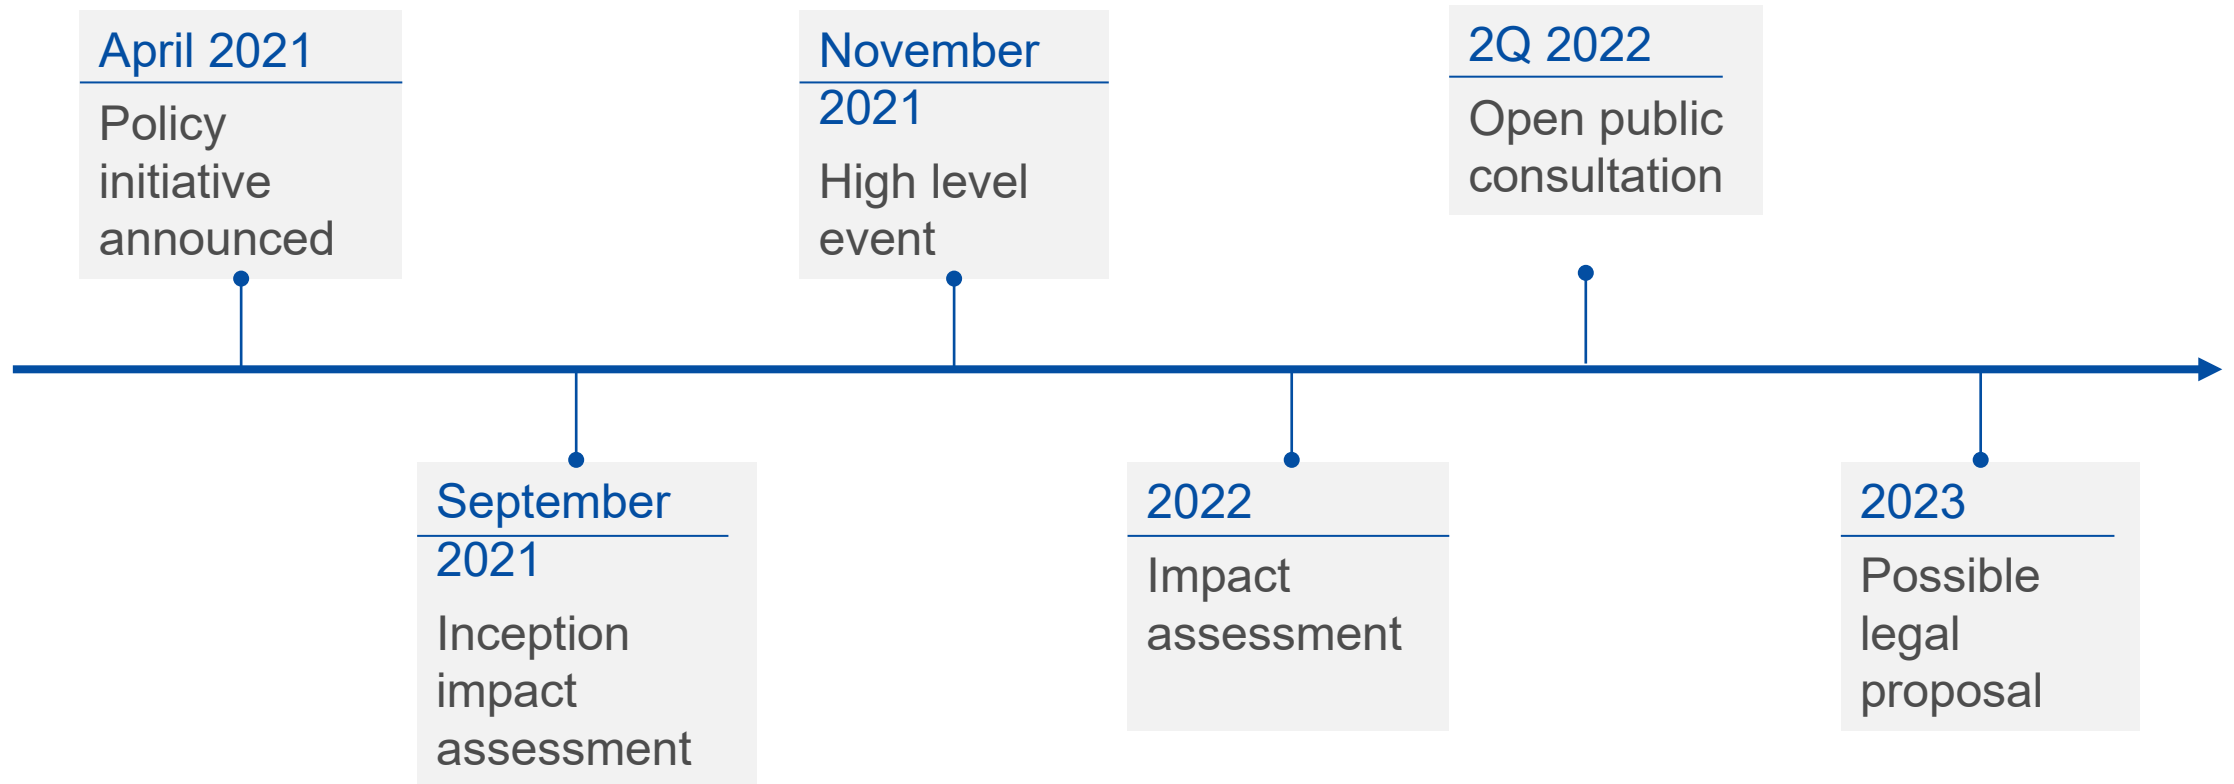 April 2021
Policy
initiative
announced
September
2021
Inception
impact
assessment
November
2021
High level
event
2022
Impact
assessment
2Q 2022
Open public
consultation
2023
Possible
legal
proposal